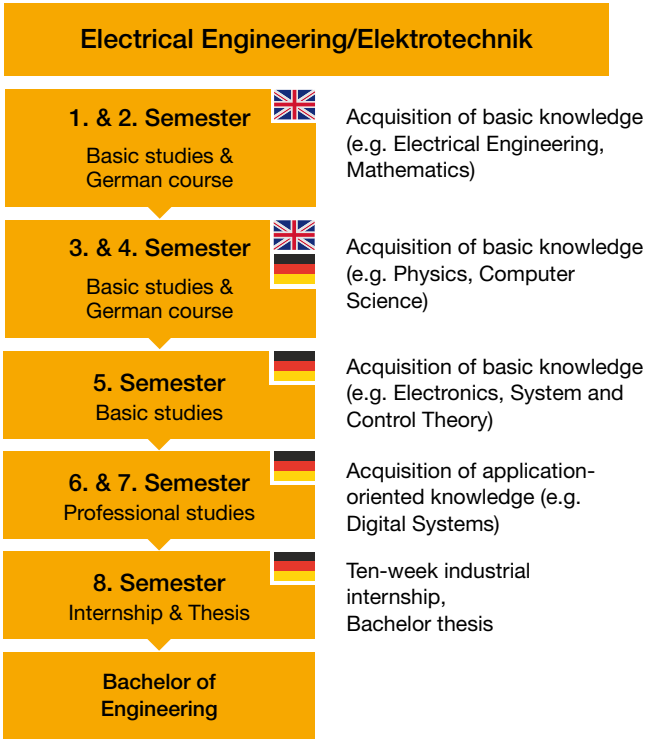 Electrical Engineering/Elektrotechnik
1. & 2. Semester
Basic studies &
German course
Acquisition of basic knowledge
(e.g. Electrical Engineering,
Mathematics)
3. & 4. Semester
Basic studies &
German course
Acquisition of basic knowledge
(e.g. Physics, Computer
Science)
5. Semester
Basic studies
Acquisition of basic knowledge
(e.g. Electronics, System and
Control Theory)
6. & 7. Semester
Professional studies
Acquisition of application-
oriented knowledge (e.g.
Digital Systems)
8. Semester
Internship & Thesis
Ten-week industrial
internship,
Bachelor thesis
Bachelor of
Engineering